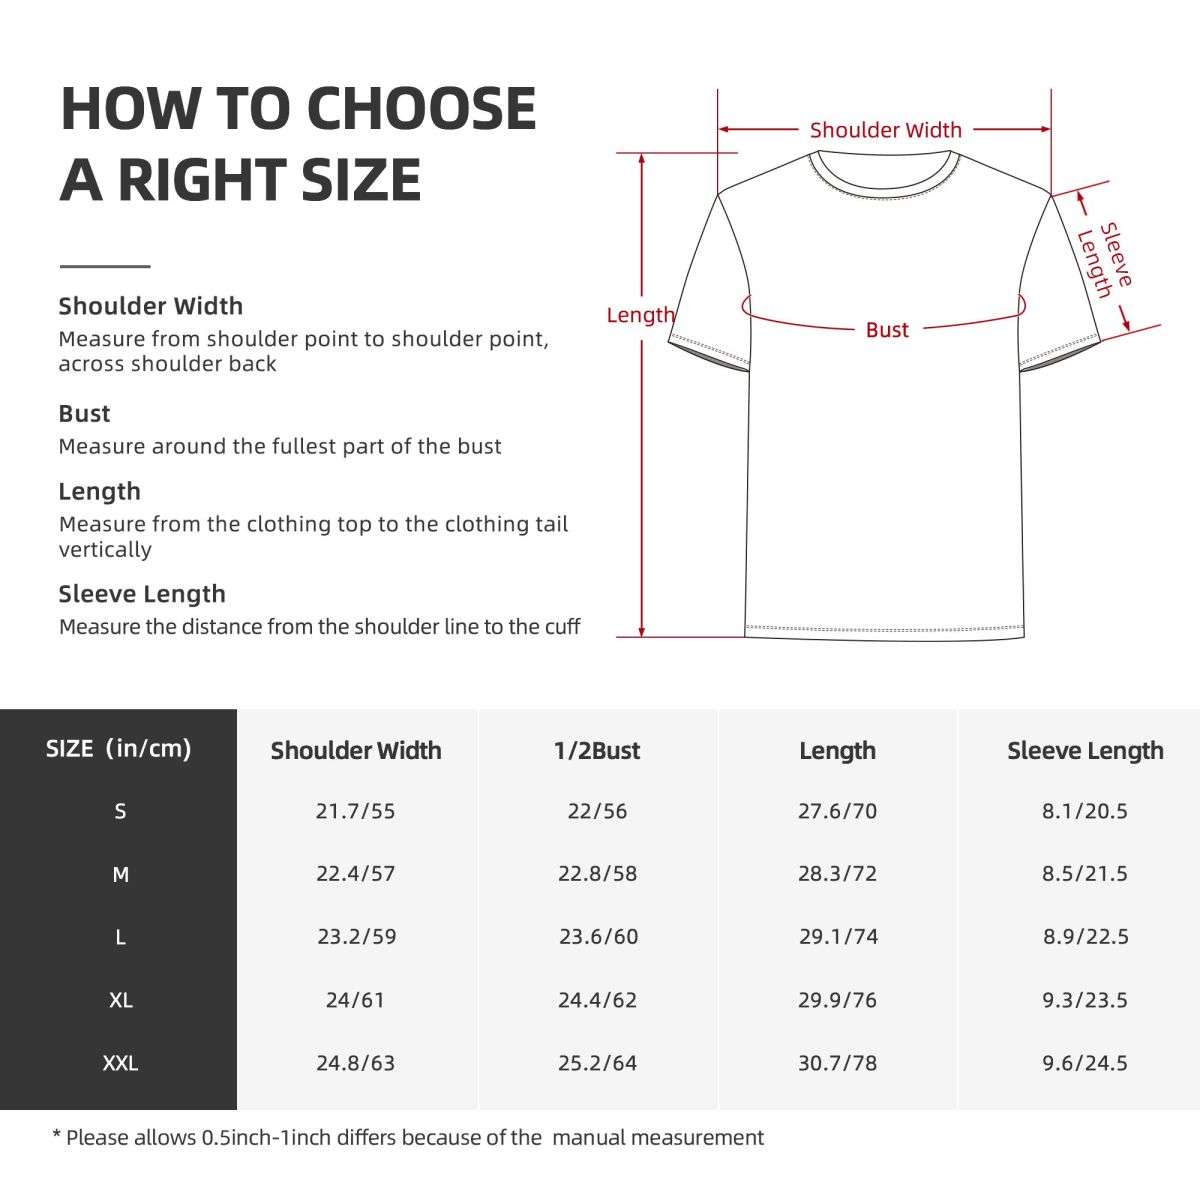 HOW TO CHOOSE
A RIGHT SIZE
Shoulder Width
Measure from shoulder point to shoulder point,
across shoulder back
Bust
Measure around the fullest part of the bust
Length
Measure from the clothing top to the clothing tail
vertically
Sleeve Length
Measure the distance from the shoulder line to the cuff
Shoulder Width
Sleeve
Length
Length
Bust
SIZE (in/cm) Shoulder Width 1/2Bust Length Sleeve Length
S 21.7/55 22/56 27.6/70 8.1/20.5
M 22.4/57 22.8/58 28.3/72 8.5/21.5
L 23.2/59 23.6/60 29.1/74 8.9/22.5
XL 24/61 24.4/62 29.9/76 9.3/23.5
XXL 24.8/63 25.2/64 30.7/78 9.6/24.5
* Please allows 0.5inch-1inch differs because of the manual measurement